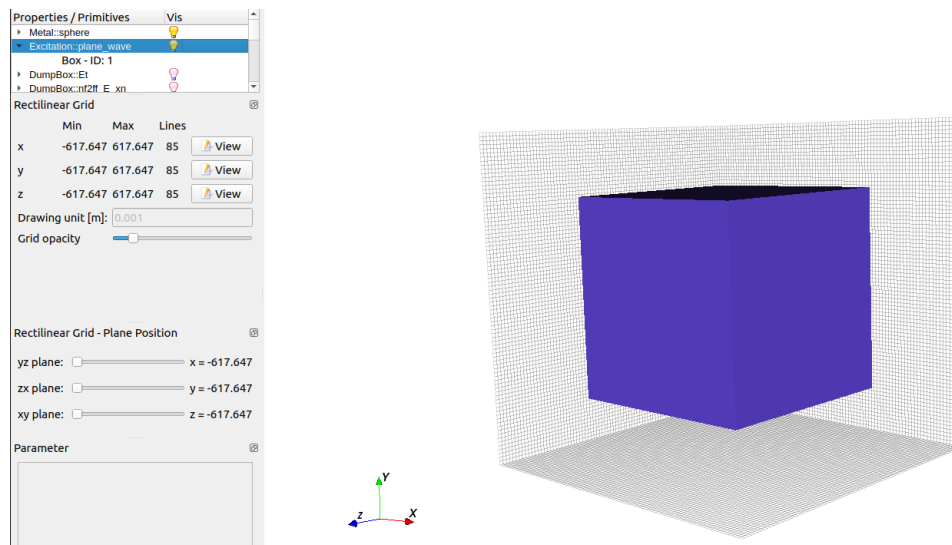 Properties / Primitives Vis
Metal::sphere
Excitation::plane_wave
Box - ID: 1
DumpBox::Et
DumpBox::nf2ff_E_xn
Rectilinear Grid
Min Max Lines
x -617.647 617.647 85 View
y -617.647 617.647 85 View
z -617.647 617.647 85 View
Drawing unit [m]: 0.001
Grid opacity
Rectilinear Grid - Plane Position
yz plane: x = -617.647
zx plane: y = -617.647
xy plane: z = -617.647
Parameter
Y
Z
X